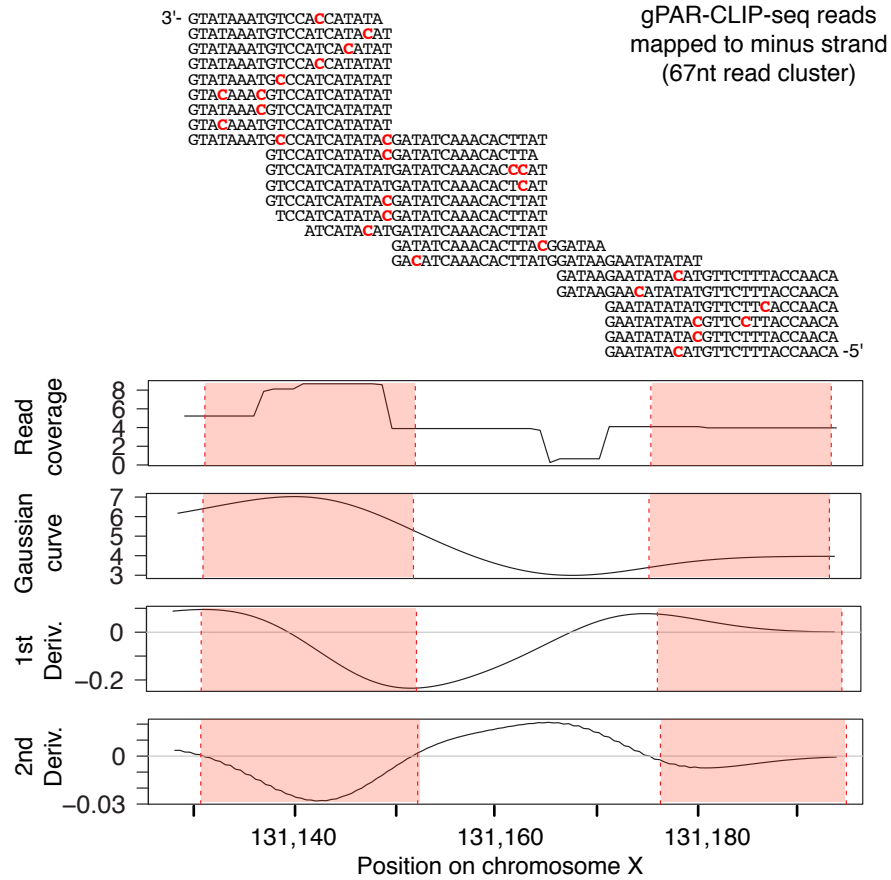 gPAR-CLIP-seq reads
mapped to minus strand
(67nt read cluster)
3'- GTATAAATGTCCACCATATA
GTATAAATGTCCATCATACAT
GTATAAATGTCCATCACATAT
GTATAAATGTCCACCATATAT
GTATAAATGCCCATCATATAT
GTACAAACGTCCATCATATAT
GTATAAACGTCCATCATATAT
GTACAAATGTCCATCATATAT
GTATAAATGCCCATCATATACGATATCAAACACTTAT
GTCCATCATATACGATATCAAACACTTA
GTCCATCATATATGATATCAAACACCCAT
GTCCATCATATATGATATCAAACACTCAT
GTCCATCATATACGATATCAAACACTTAT
TCCATCATATACGATATCAAACACTTAT
ATCATACATGATATCAAACACTTAT
GATATCAAACACTTACGGATAA
GACATCAAACACTTATGGATAAGAATATATAT
GATAAGAATATACATGTTCTTTACCAACA
GATAAGAACATATATGTTCTTTACCAACA
GAATATATATGTTCTTCACCAACA
GAATATATACGTTCCTTACCAACA
GAATATATACGTTCTTTACCAACA
GAATATACATGTTCTTTACCAACA -5'
Read
coverage
8
6
4
2
0
Gaussian
curve
7
6
5
4
3
1st
Deriv.
0
−0.2
2nd
Deriv.
0
−0.03
131,140 131,160 131,180
Position on chromosome X